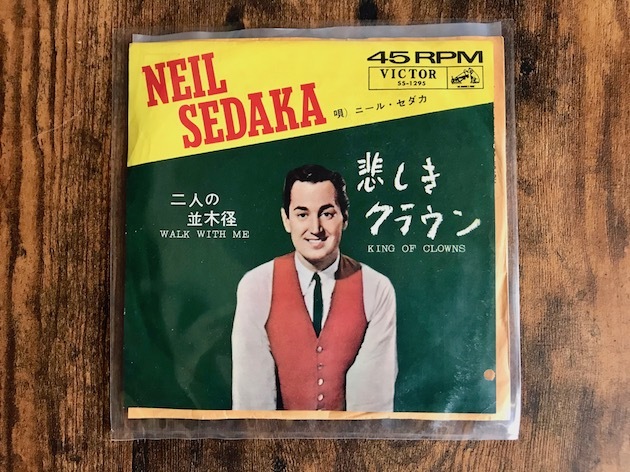 NEIL
SEDAKA
唄）ニール・セダカ
45 RPM
VICTOR
SS-1295
悲しき
クラウン
KING OF CLOWNS
二人の
並木径
WALK WITH ME